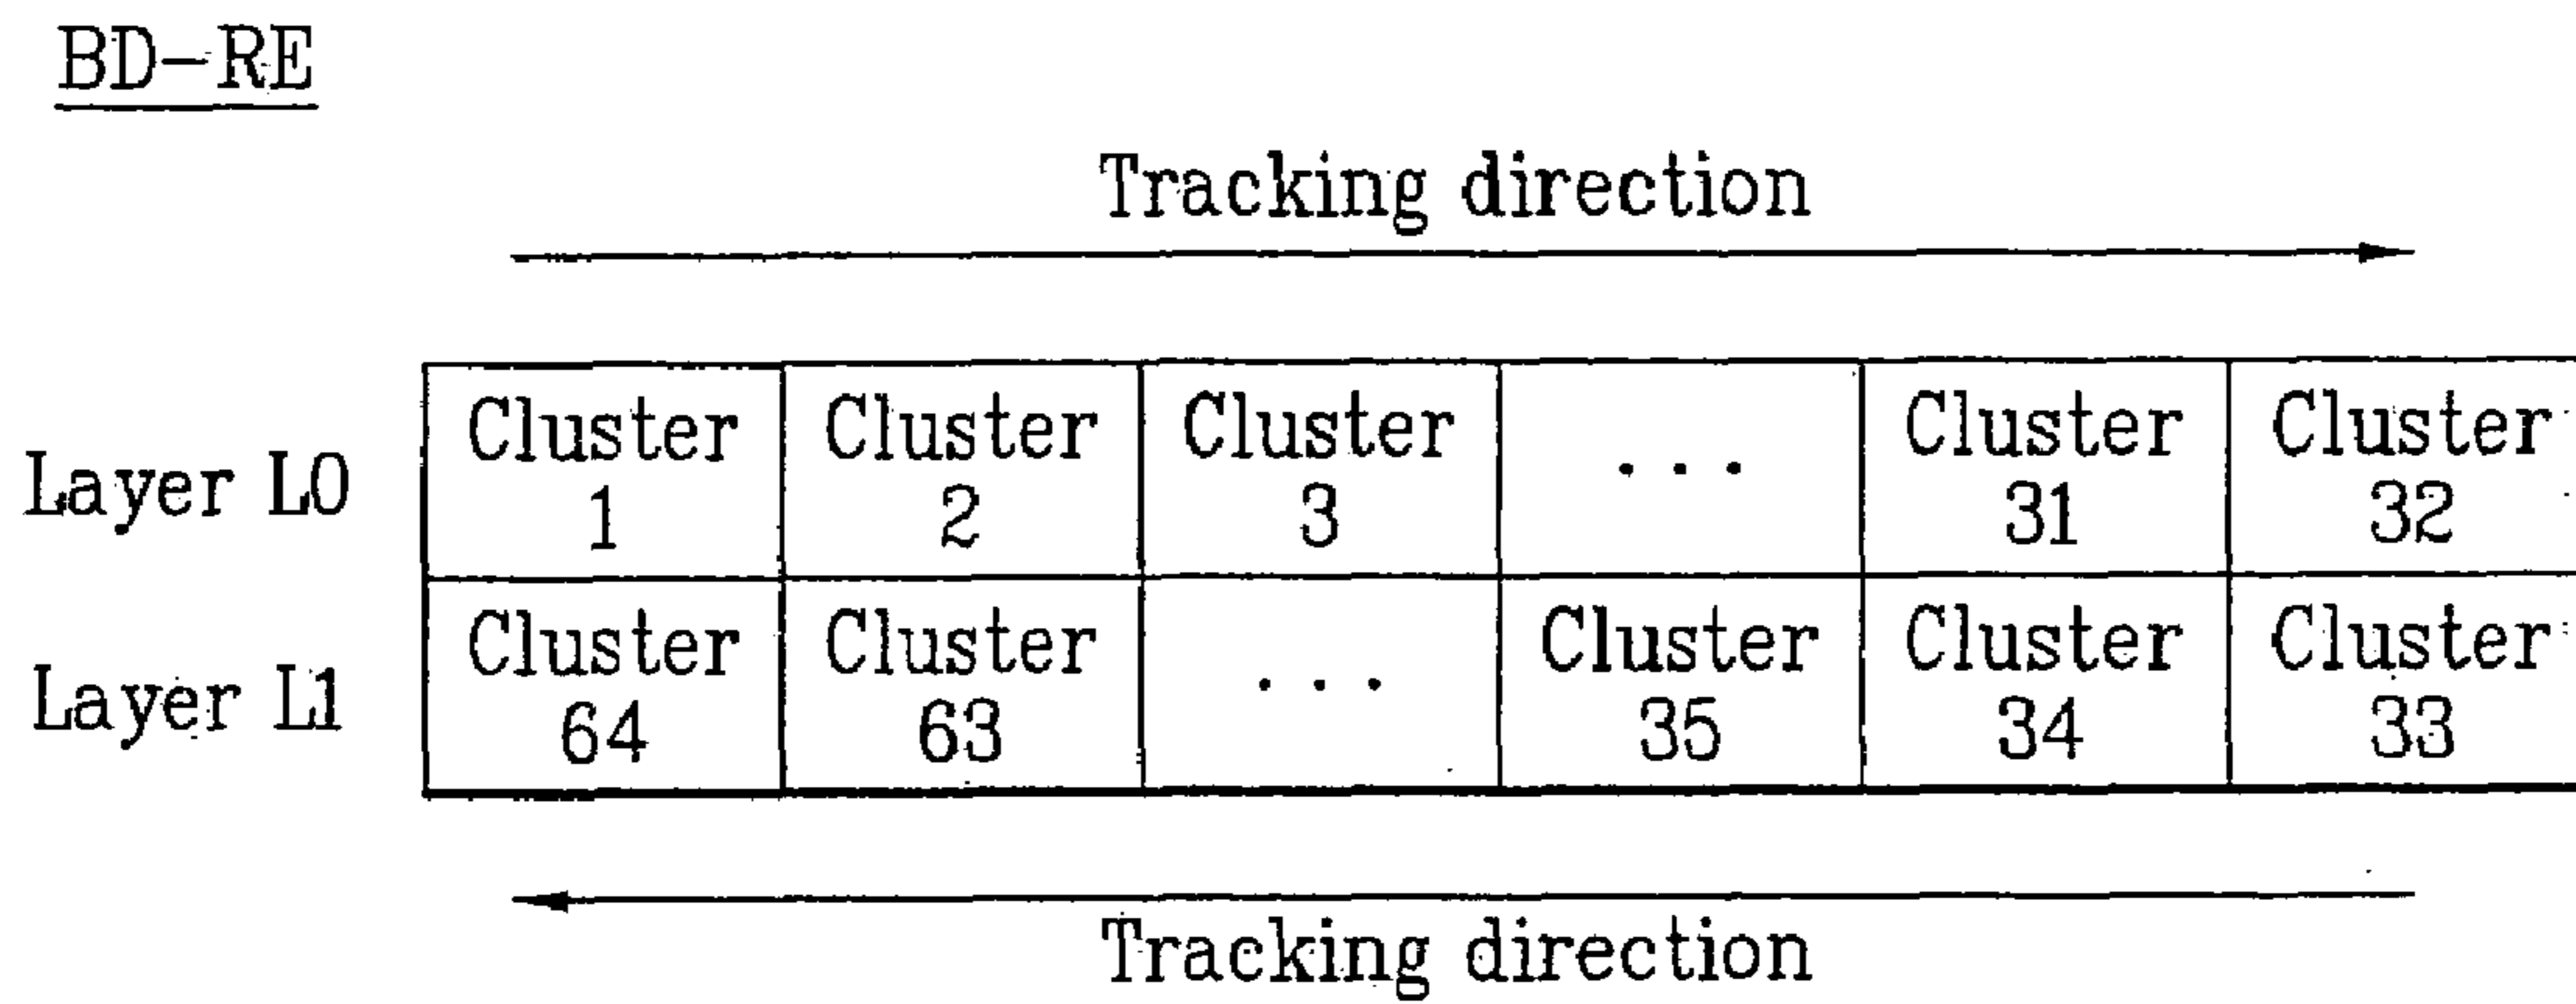 BD-RE
Tracking direction
Layer L0
Cluster 1
Cluster 2
Cluster 3
...
Cluster 31
Cluster 32
Layer L1
Cluster 64
Cluster 63
...
Cluster 35
Cluster 34
Cluster 33
Tracking direction